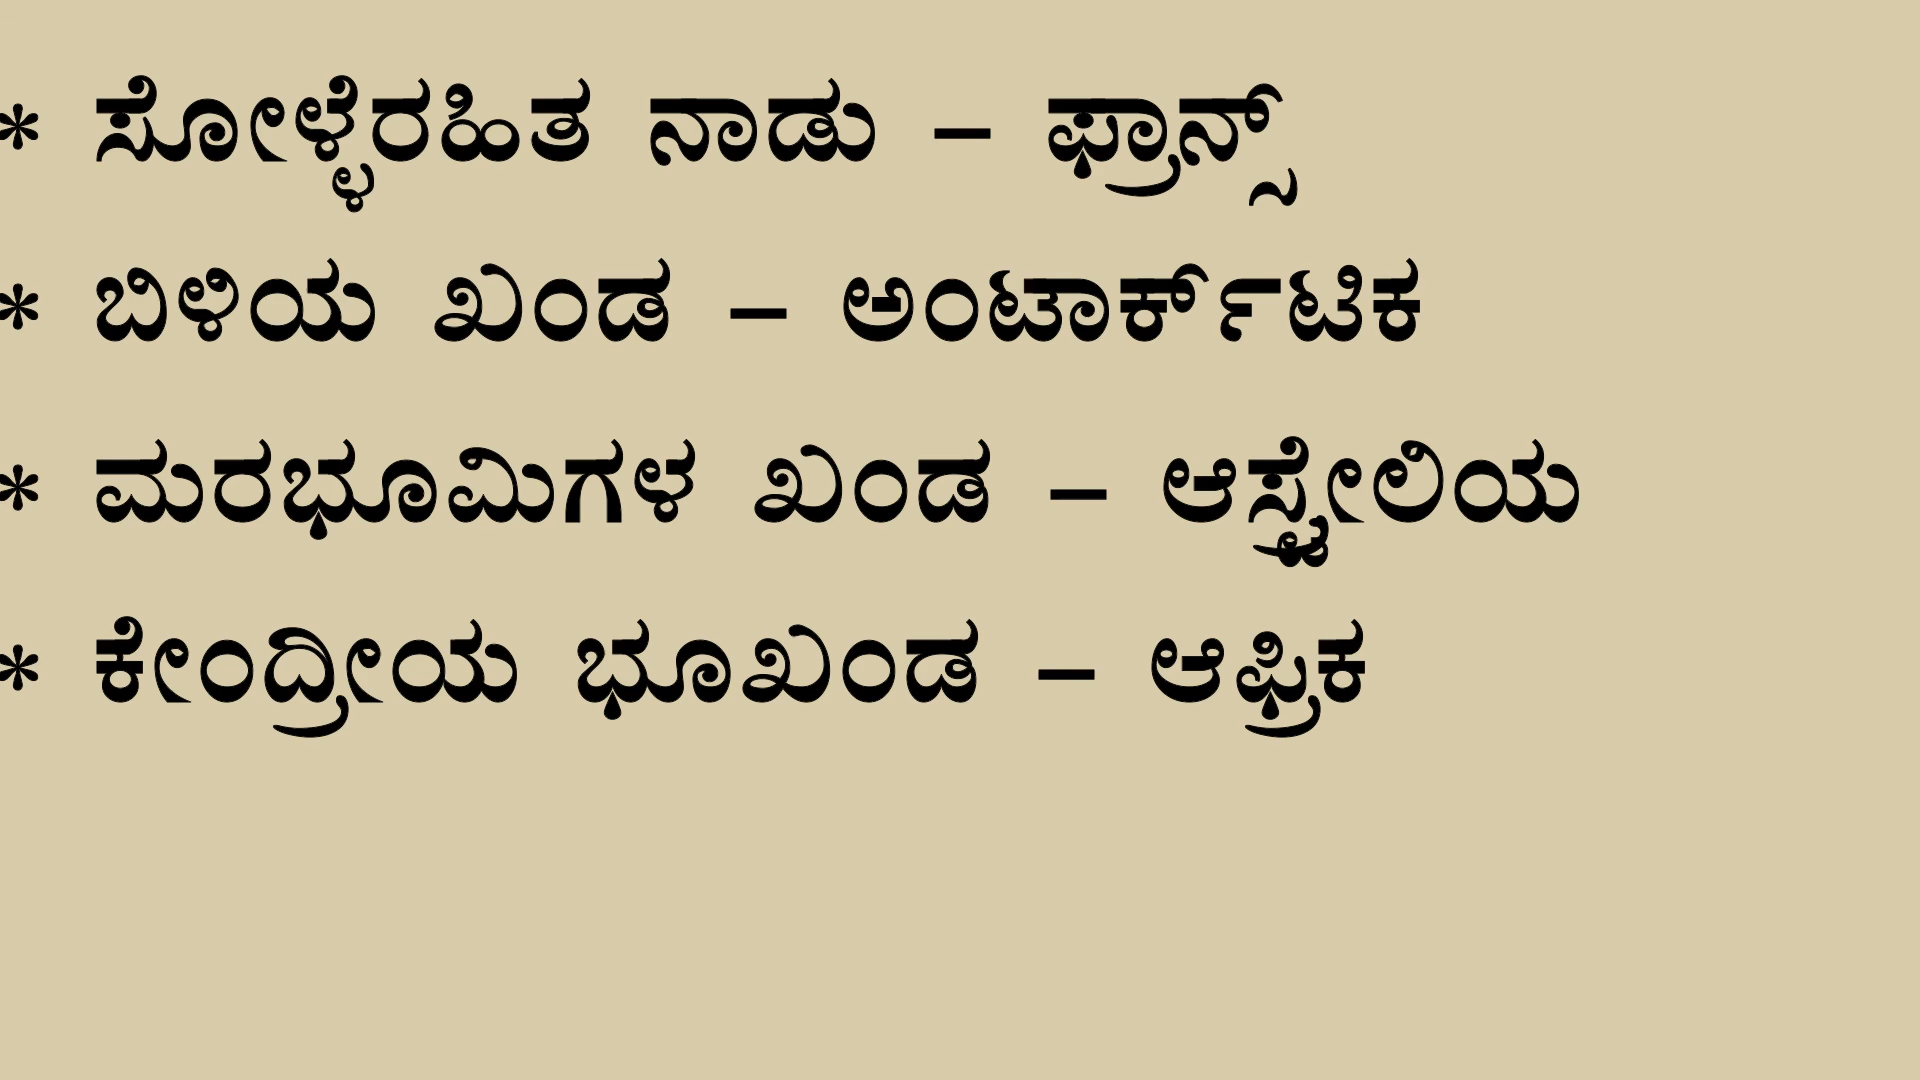 * ಸೋಳ್ಳೆರಹಿತ ನಾಡು – ಫ್ರಾನ್ಸ್
* ಬಿಳಿಯ ಖಂಡ – ಅಂಟಾರ್ಕ್ಟಿಕ
* ಮರಭೂಮಿಗಳ ಖಂಡ – ಆಸ್ಟ್ರೇಲಿಯ
* ಕೇಂದ್ರೀಯ ಭೂಖಂಡ – ಆಫ್ರಿಕ